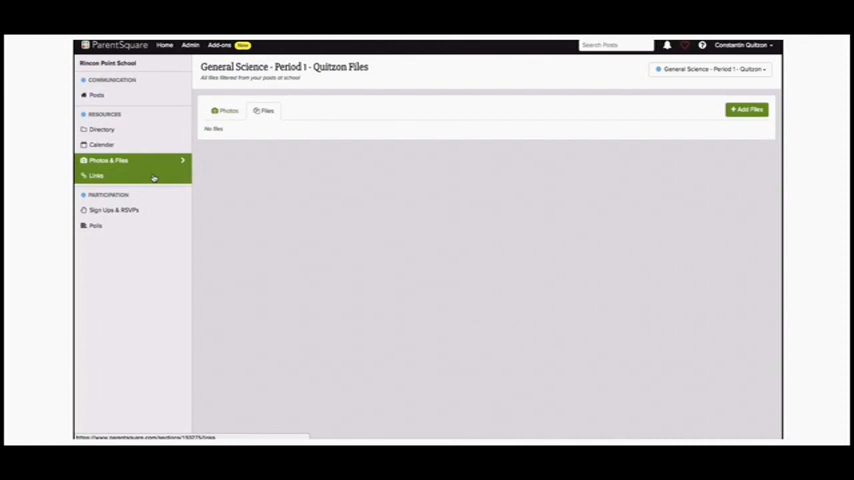 ParentSquare Home Admin Add-ons New Search Posts Constantin Quitzon
Rincon Point School
COMMUNICATION
Posts
RESOURCES
Directory
Calendar
Photos & Files
Links
PARTICIPATION
Sign Ups & RSVPs
Polls
General Science - Period 1 - Quitzon Files
All files filtered from your posts at school
General Science - Period 1 - Quitzon
Photos Files
+ Add Files
No files